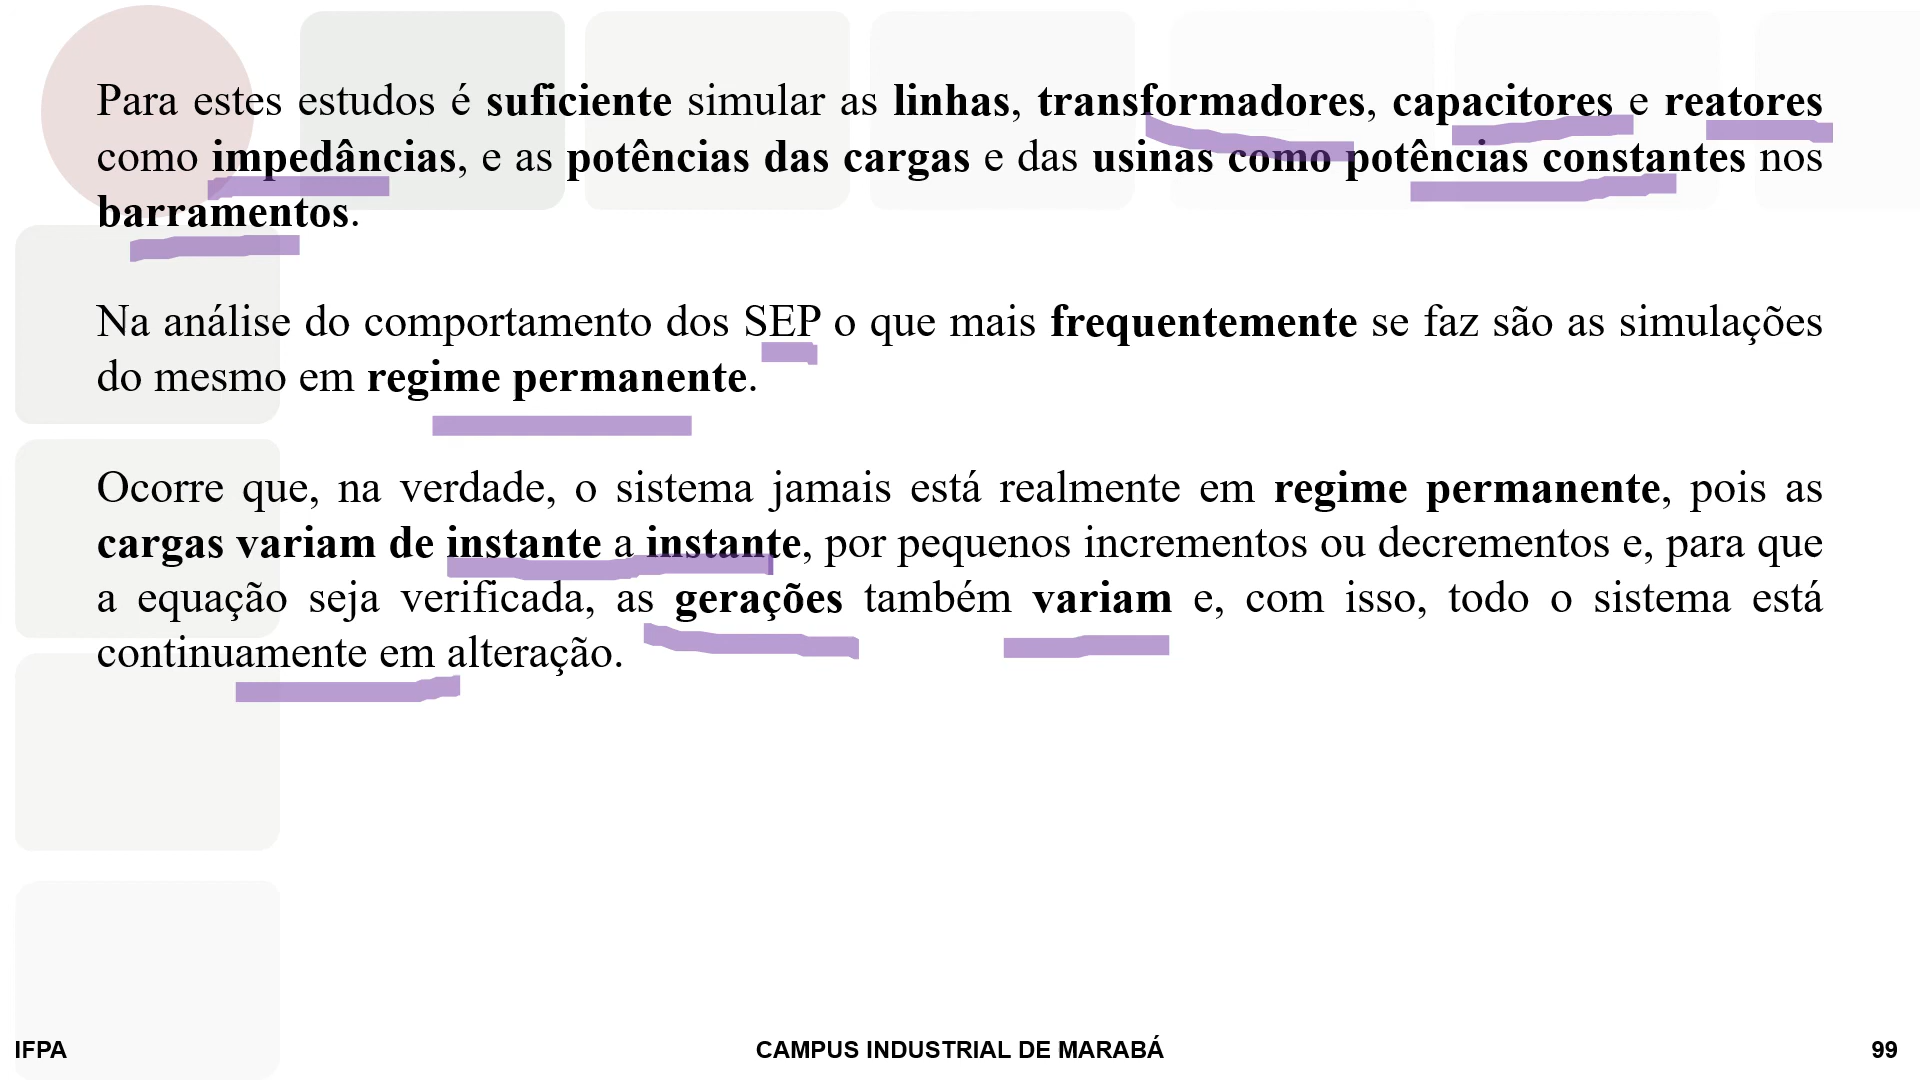 Para estes estudos é suficiente simular as linhas, transformadores, capacitores e reatores
como impedâncias, e as potências das cargas e das usinas como potências constantes nos
barramentos.
Na análise do comportamento dos SEP o que mais frequentemente se faz são as simulações
do mesmo em regime permanente.
Ocorre que, na verdade, o sistema jamais está realmente em regime permanente, pois as
cargas variam de instante a instante, por pequenos incrementos ou decrementos e, para que
a equação seja verificada, as gerações também variam e, com isso, todo o sistema está
continuamente em alteração.
IFPA
CAMPUS INDUSTRIAL DE MARABÁ
99